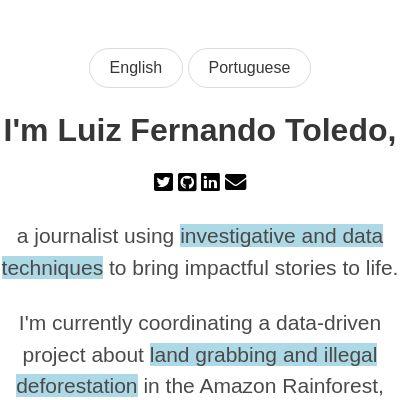 English Portuguese
I'm Luiz Fernando Toledo,
a journalist using investigative and data
techniques to bring impactful stories to life.
I'm currently coordinating a data-driven
project about land grabbing and illegal
deforestation in the Amazon Rainforest,